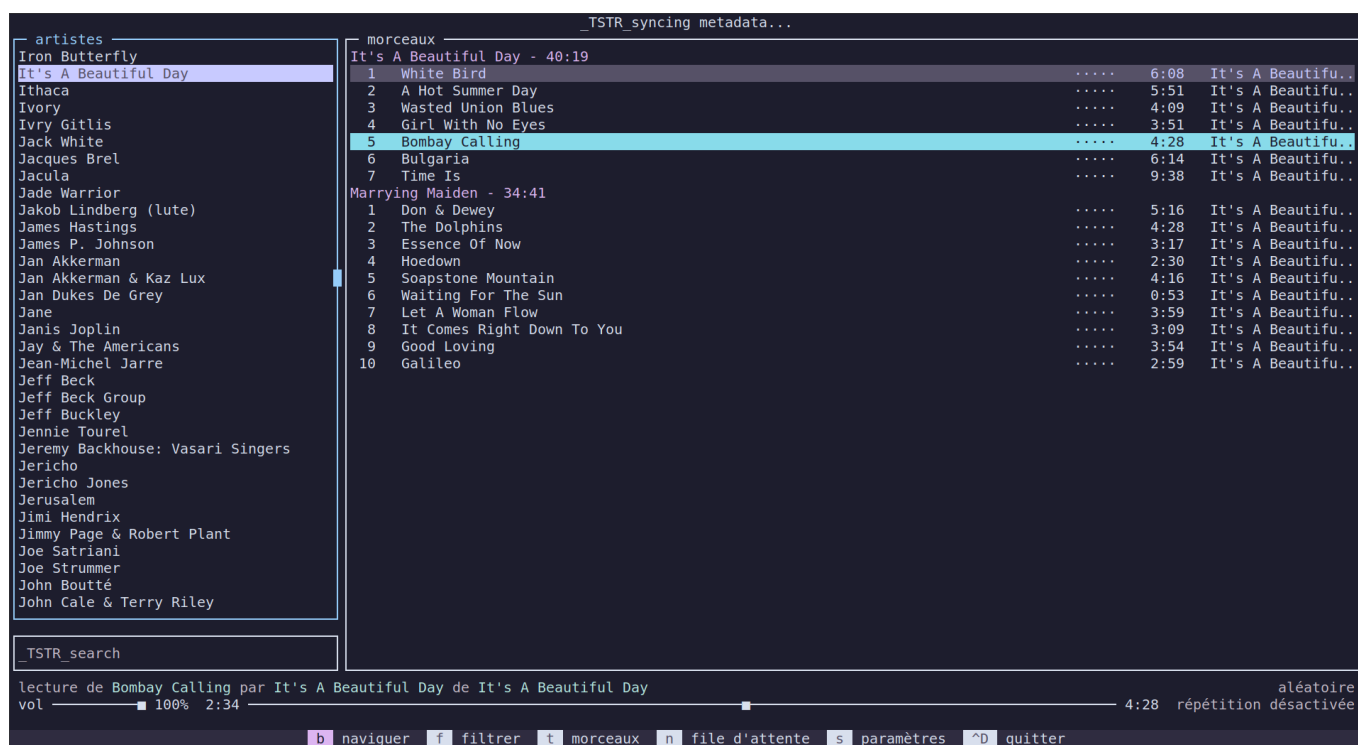 _TSTR_syncing metadata...
artistes
Iron Butterfly
It's A Beautiful Day
Ithaca
Ivory
Ivry Gitlis
Jack White
Jacques Brel
Jacula
Jade Warrior
Jakob Lindberg (lute)
James Hastings
James P. Johnson
Jan Akkerman
Jan Akkerman & Kaz Lux
Jan Dukes De Grey
Jane
Janis Joplin
Jay & The Americans
Jean-Michel Jarre
Jeff Beck
Jeff Beck Group
Jeff Buckley
Jennie Tourel
Jeremy Backhouse: Vasari Singers
Jericho
Jericho Jones
Jerusalem
Jimi Hendrix
Jimmy Page & Robert Plant
Joe Satriani
Joe Strummer
John Boutté
John Cale & Terry Riley
_TSTR_search
morceaux
It's A Beautiful Day - 40:19
1 White Bird ····· 6:08 It's A Beautifu..
2 A Hot Summer Day ····· 5:51 It's A Beautifu..
3 Wasted Union Blues ····· 4:09 It's A Beautifu..
4 Girl With No Eyes ····· 3:51 It's A Beautifu..
5 Bombay Calling ····· 4:28 It's A Beautifu..
6 Bulgaria ····· 6:14 It's A Beautifu..
7 Time Is ····· 9:38 It's A Beautifu..
Marrying Maiden - 34:41
1 Don & Dewey ····· 5:16 It's A Beautifu..
2 The Dolphins ····· 4:28 It's A Beautifu..
3 Essence Of Now ····· 3:17 It's A Beautifu..
4 Hoedown ····· 2:30 It's A Beautifu..
5 Soapstone Mountain ····· 4:16 It's A Beautifu..
6 Waiting For The Sun ····· 0:53 It's A Beautifu..
7 Let A Woman Flow ····· 3:59 It's A Beautifu..
8 It Comes Right Down To You ····· 3:09 It's A Beautifu..
9 Good Loving ····· 3:54 It's A Beautifu..
10 Galileo ····· 2:59 It's A Beautifu..
lecture de Bombay Calling par It's A Beautiful Day de It's A Beautiful Day aléatoire
vol 100% 2:34 4:28 répétition désactivée
b naviguer f filtrer t morceaux n file d'attente s paramètres ^D quitter